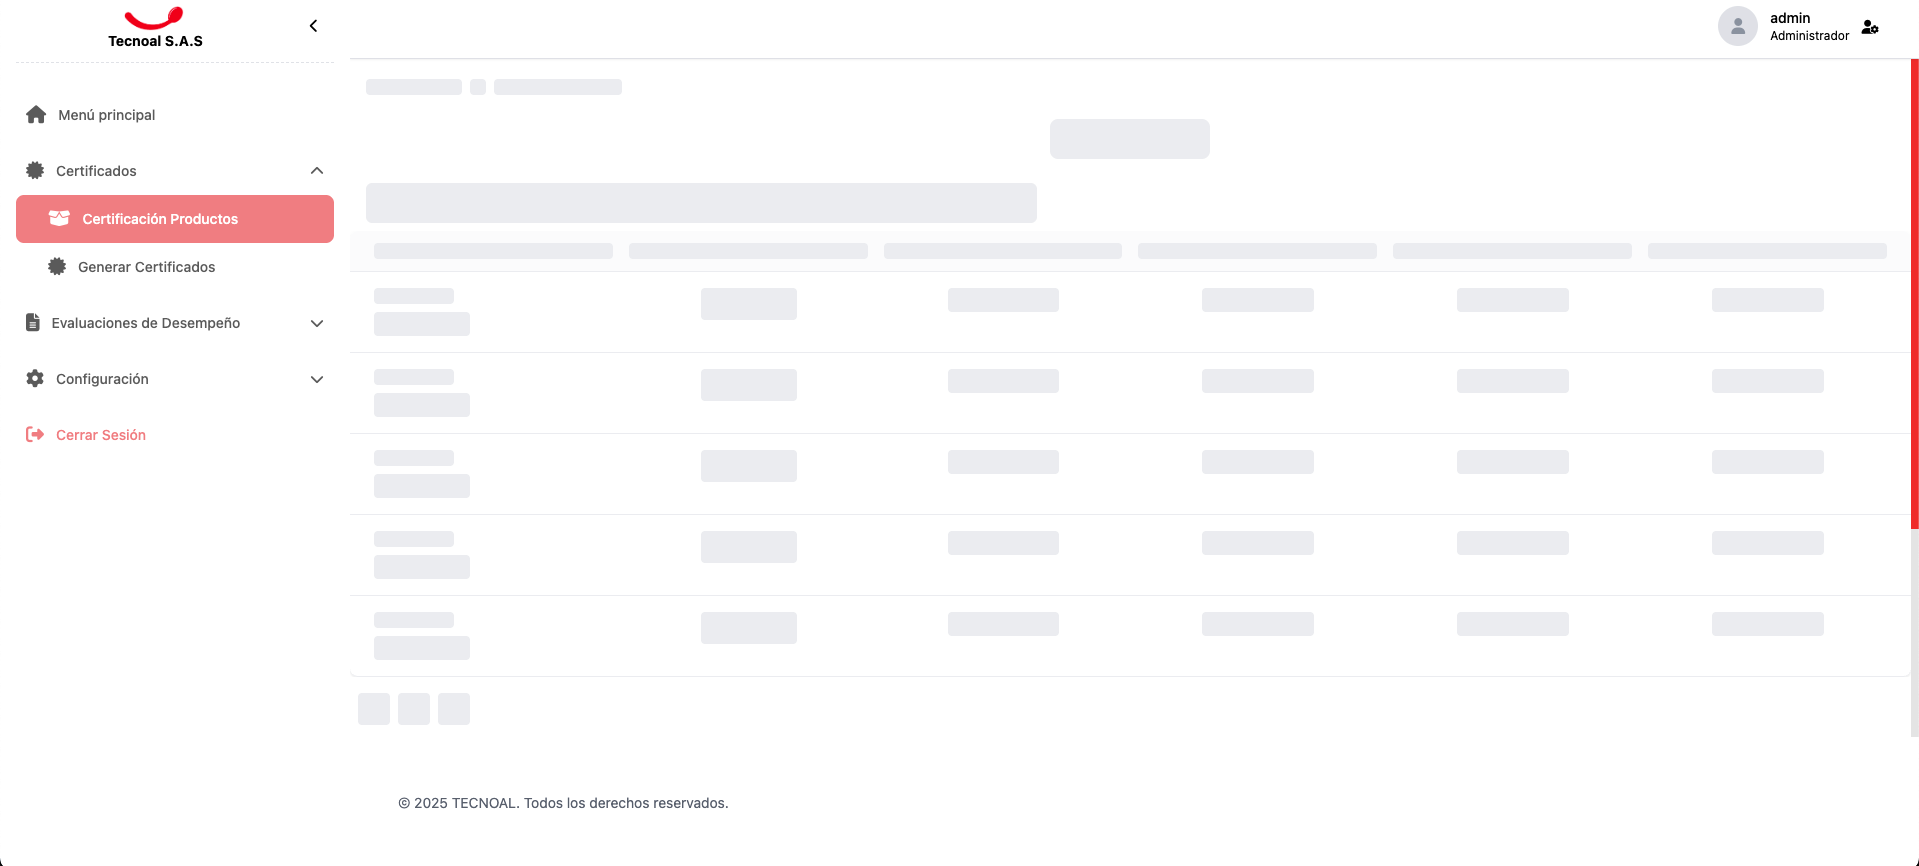 Tecnoal S.A.S
admin
Administrador
Menú principal
Certificados
Certificación Productos
Generar Certificados
Evaluaciones de Desempeño
Configuración
Cerrar Sesión
© 2025 TECNOAL. Todos los derechos reservados.